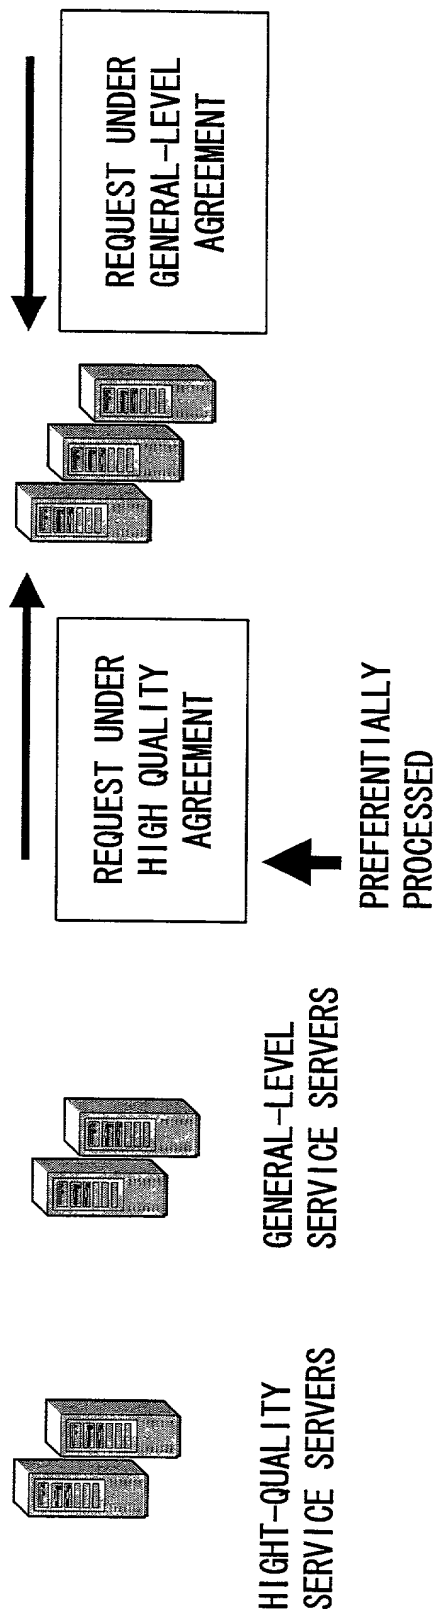 HIGHT-QUALITY
SERVICE SERVERS
GENERAL-LEVEL
SERVICE SERVERS
REQUEST UNDER
HIGH QUALITY
AGREEMENT
PREFERENTIALLY
PROCESSED
REQUEST UNDER
GENERAL-LEVEL
AGREEMENT